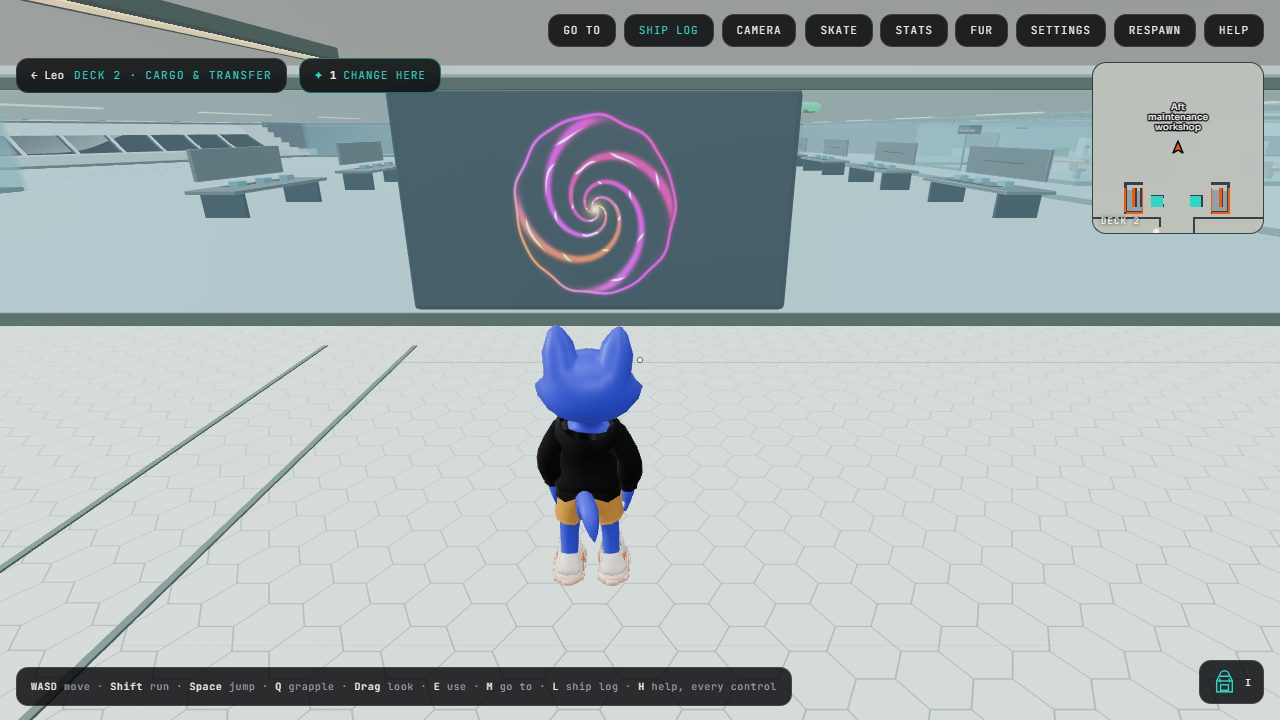 GO TO
SHIP LOG
CAMERA
SKATE
STATS
FUR
SETTINGS
RESPAWN
HELP
← Leo DECK 2 · CARGO & TRANSFER
✦ 1 CHANGE HERE
Aft
maintenance
workshop
DECK 2
WASD move · Shift run · Space jump · Q grapple · Drag look · E use · M go to · L ship log · H help, every control
I